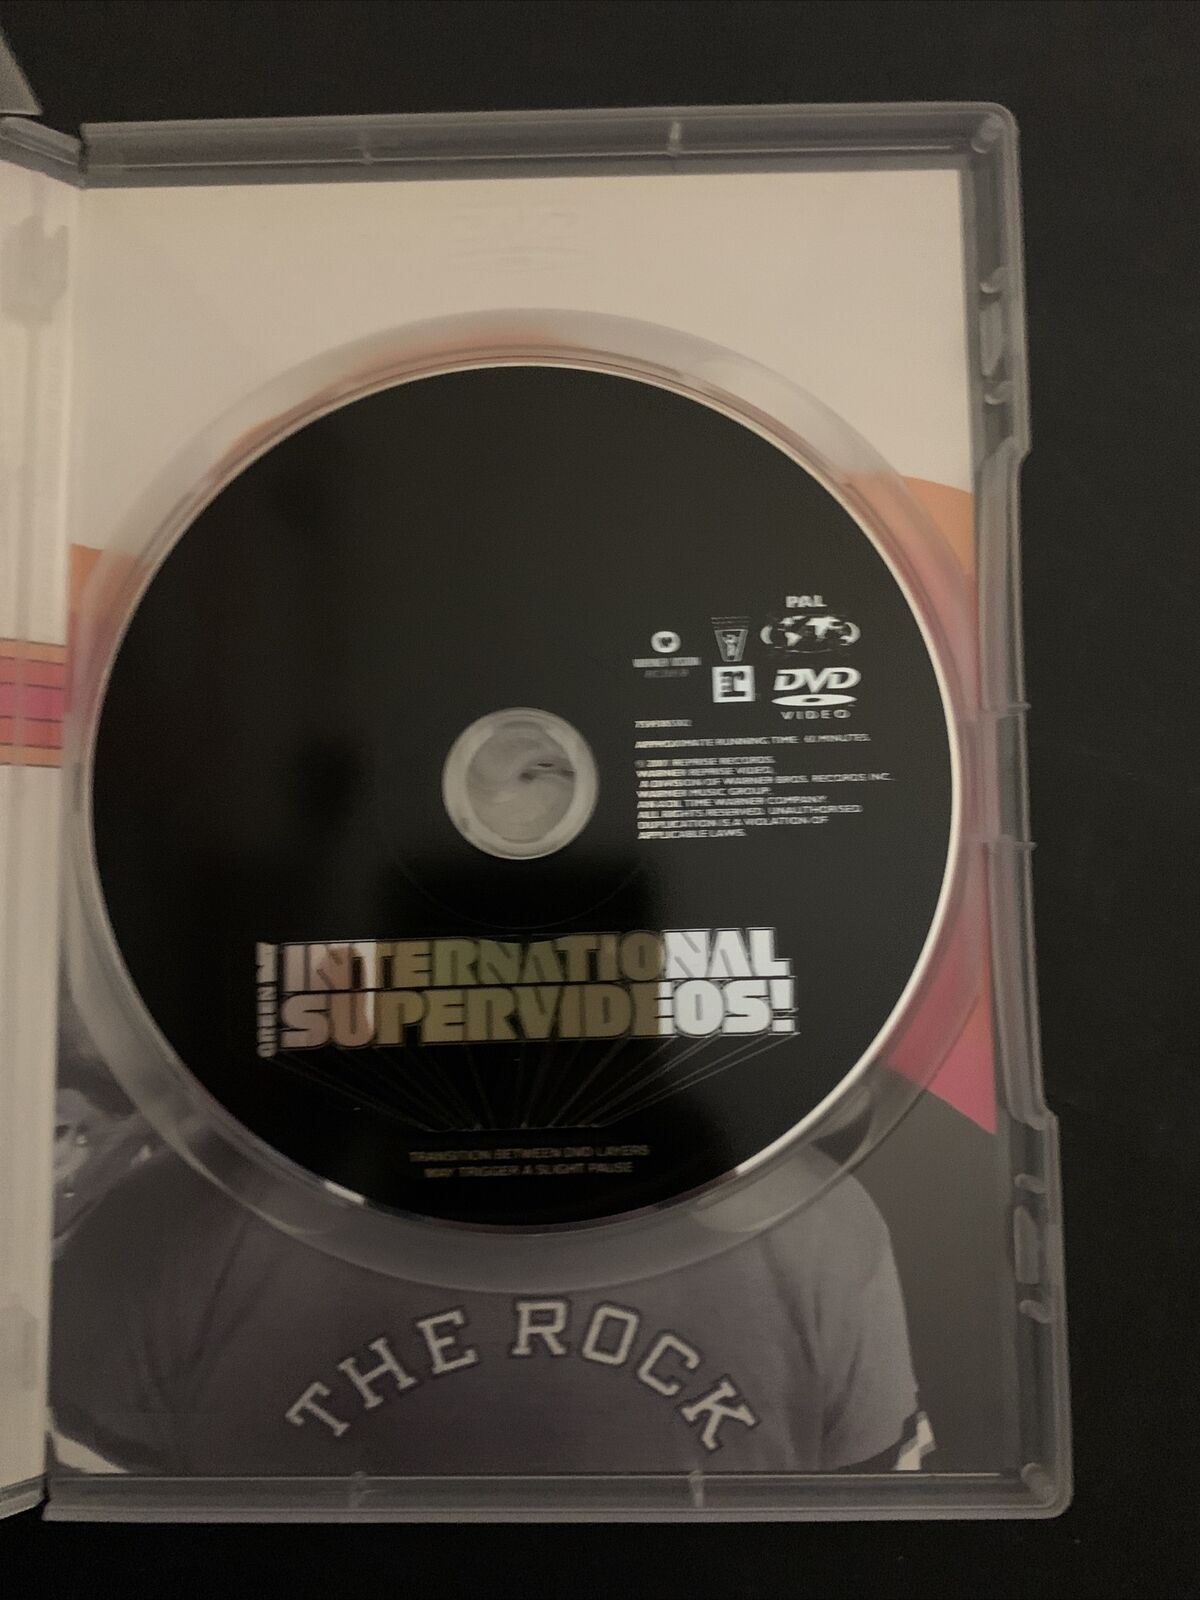 PAL
DVD
VIDEO
APPROXIMATE RUNNING TIME: 61 MINUTES.
REPRISE RECORDS.
WARNER REPRISE VIDEO.
A DIVISION OF WARNER BROS. RECORDS INC.
WARNER MUSIC GROUP.
AN AOL TIME WARNER COMPANY.
ALL RIGHTS RESERVED. UNAUTHORISED
DUPLICATION IS A VIOLATION OF
APPLICABLE LAWS.
GREEN DAY
INTERNATIONAL
SUPERVIDEOS!
TRANSITION BETWEEN DVD LAYERS
MAY TRIGGER A SLIGHT PAUSE
THE ROCK